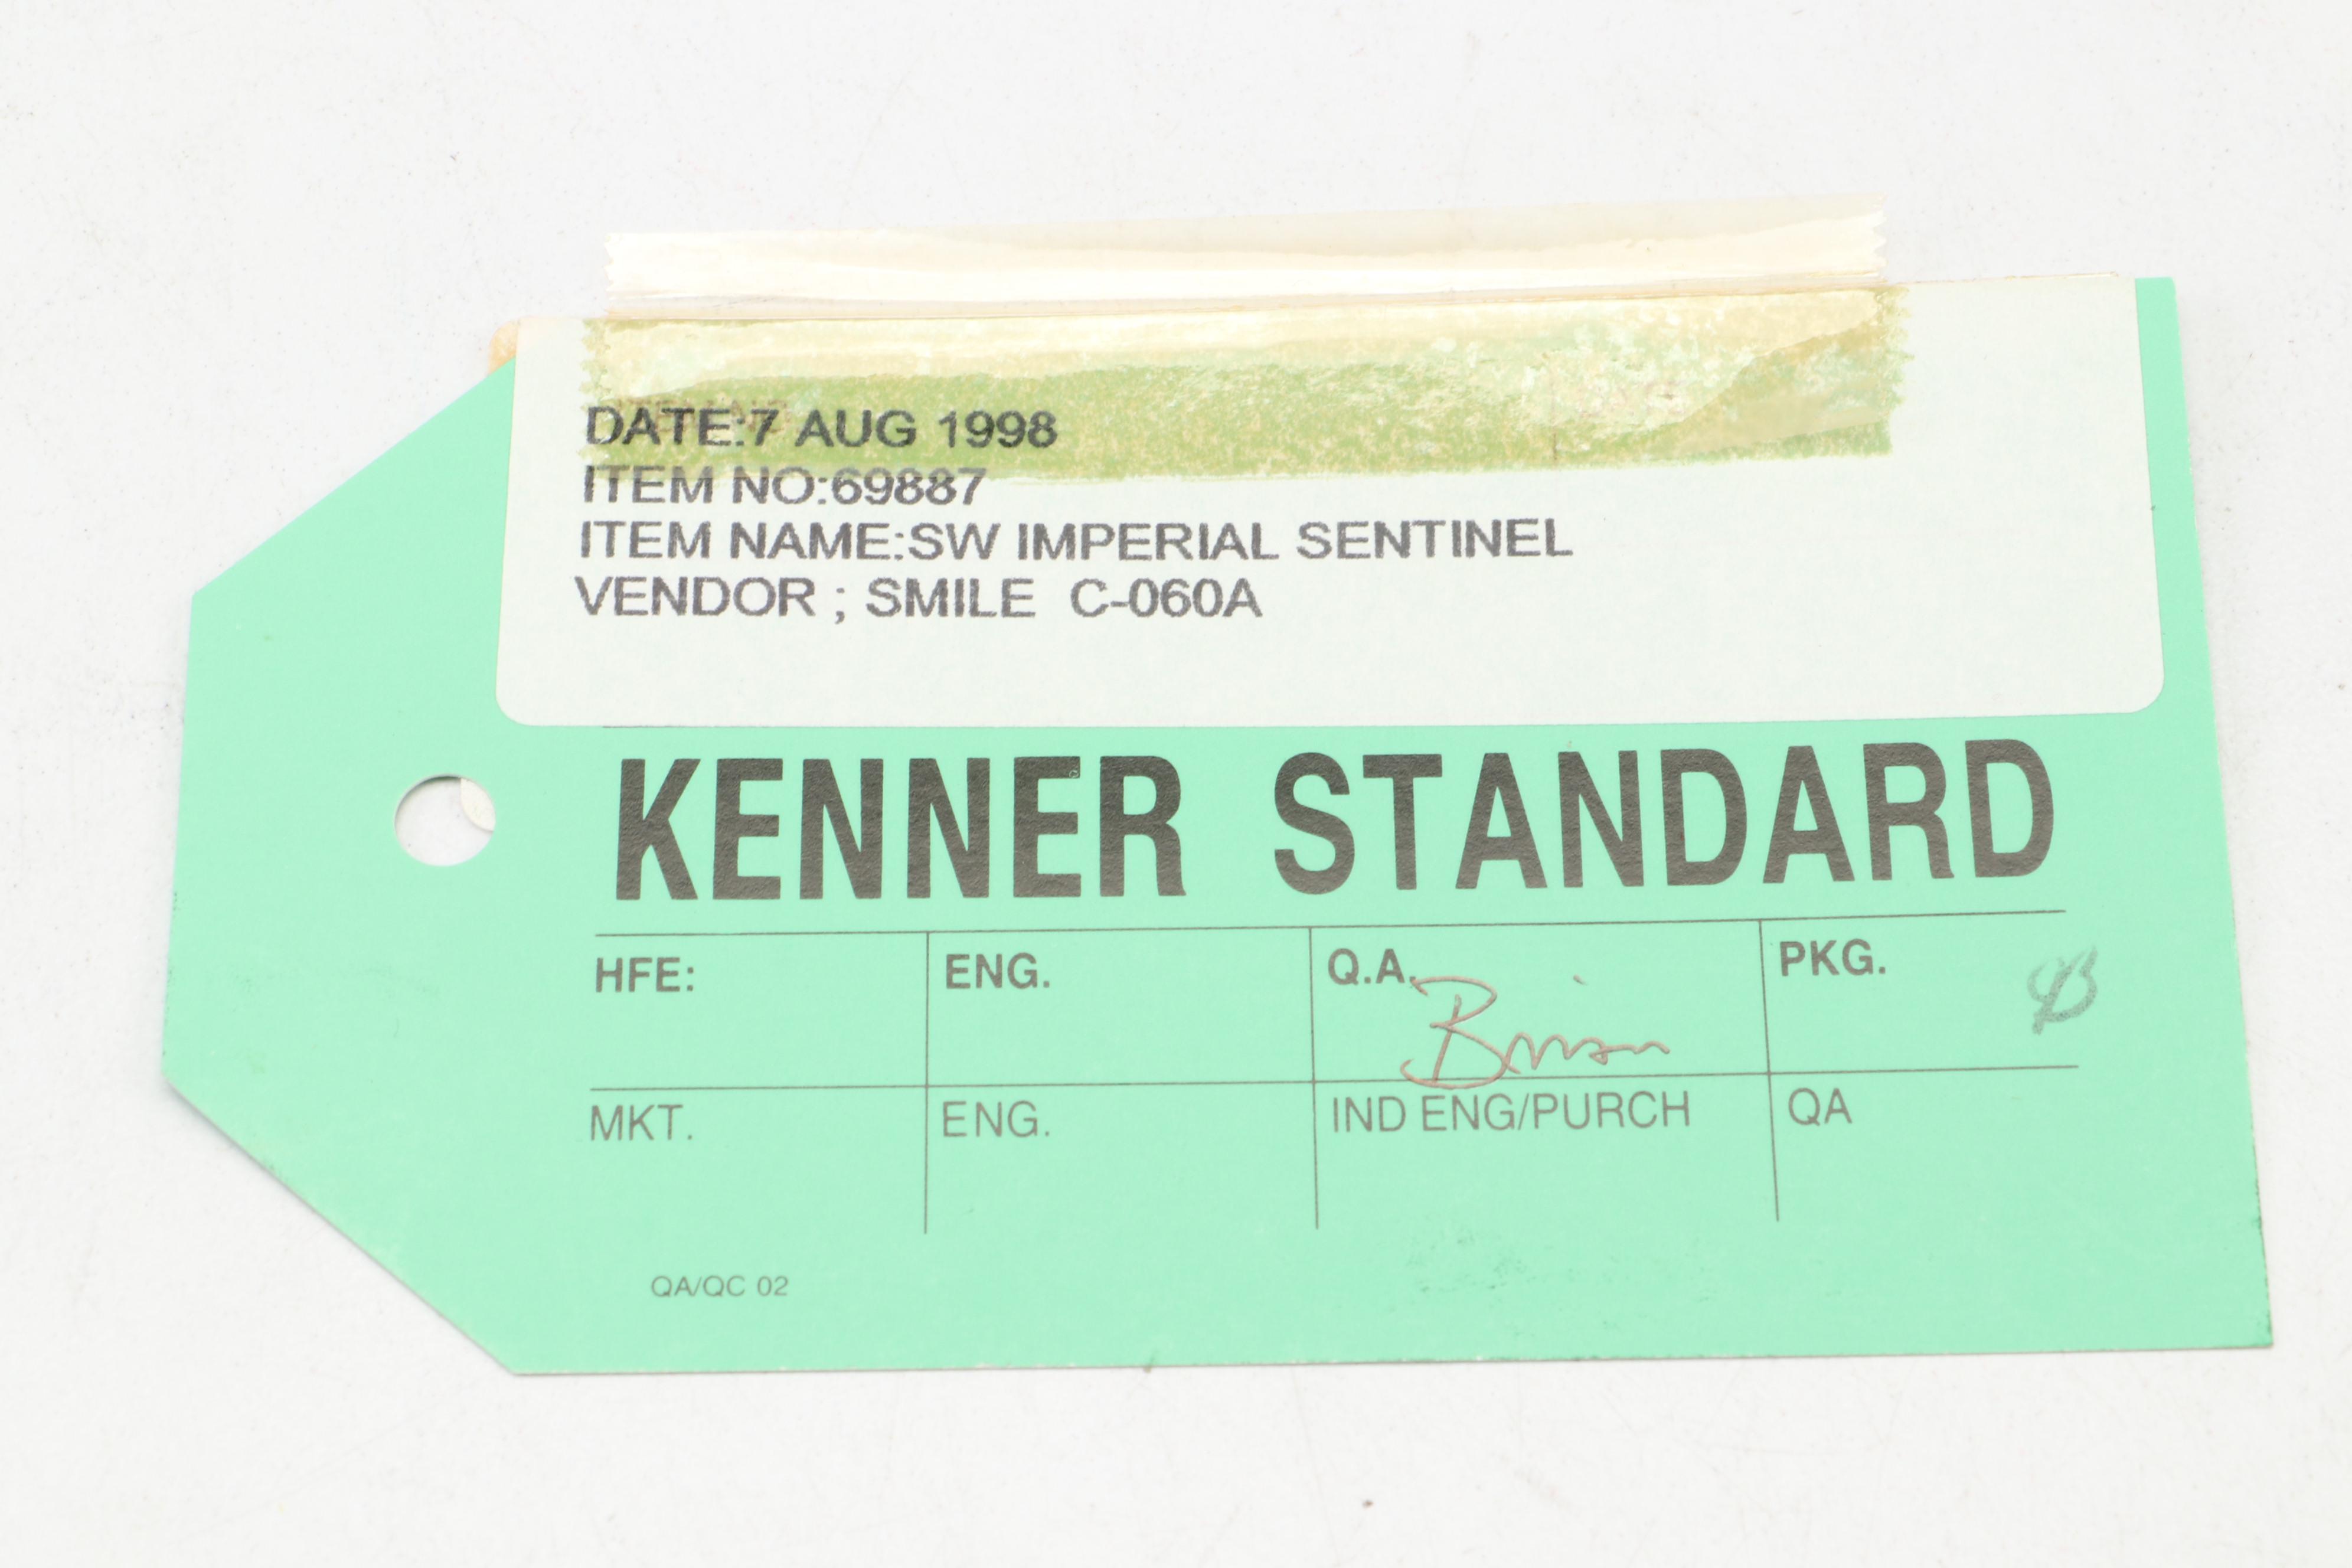 DATE:7 AUG 1998
ITEM NO:69887
ITEM NAME:SW IMPERIAL SENTINEL
VENDOR ; SMILE C-060A
KENNER STANDARD
HFE: ENG. Q.A. PKG.
Brian
MKT. ENG. IND ENG/PURCH QA
QA/QC 02